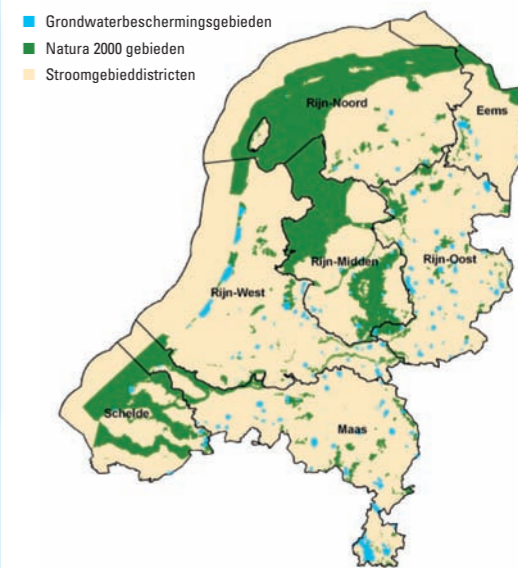 Grondwaterbeschermingsgebieden
Natura 2000 gebieden
Stroomgebieddistricten
Rijn-Noord
Eems
Rijn-Midden
Rijn-Oost
Rijn-West
Schelde
Maas